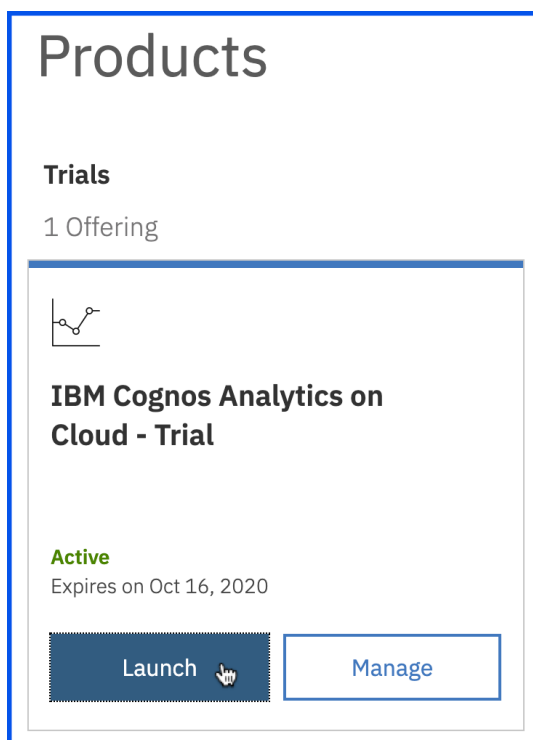 Products
Trials
1 Offering
IBM Cognos Analytics on
Cloud - Trial
Active
Expires on Oct 16, 2020
Launch
Manage